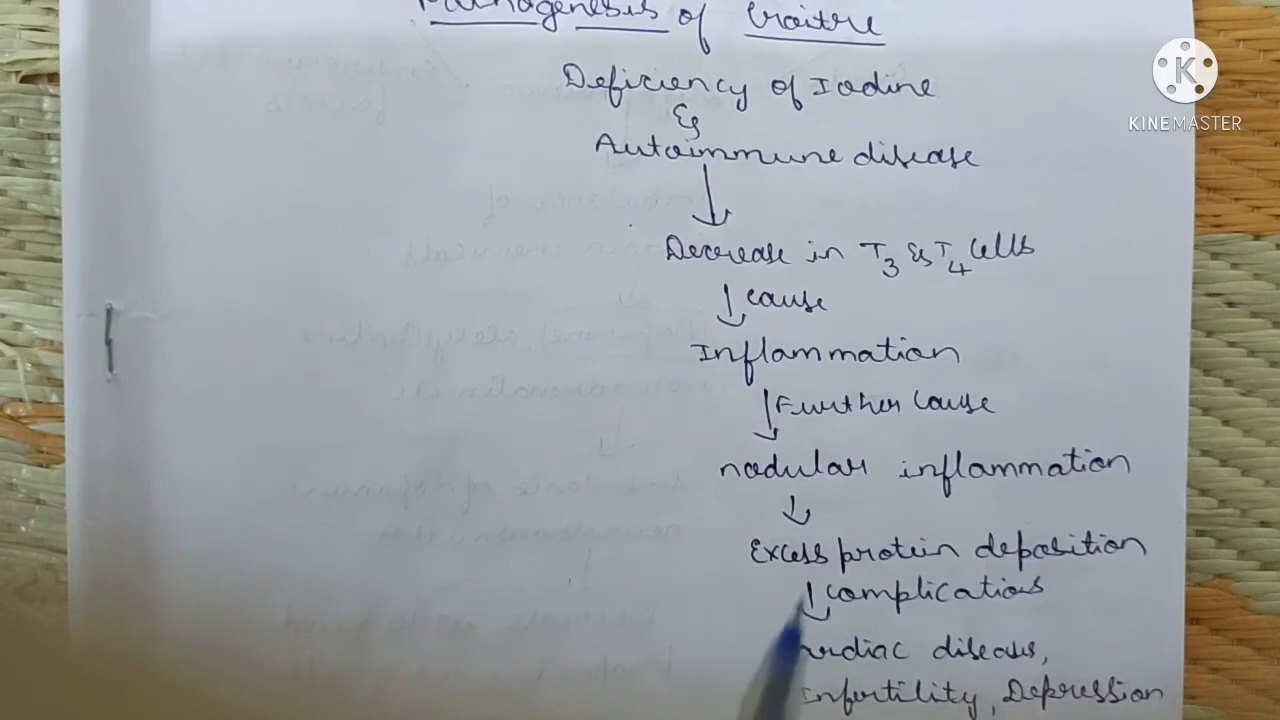 of Goitre
Deficiency of Iodine
&
Autoimmune disease
Decrease in T3 & T4 Cells
cause
Inflammation
Further cause
nodular inflammation
Excess protein deposition
complications
diseases,
Infertility, Depression
K
KINEMASTER